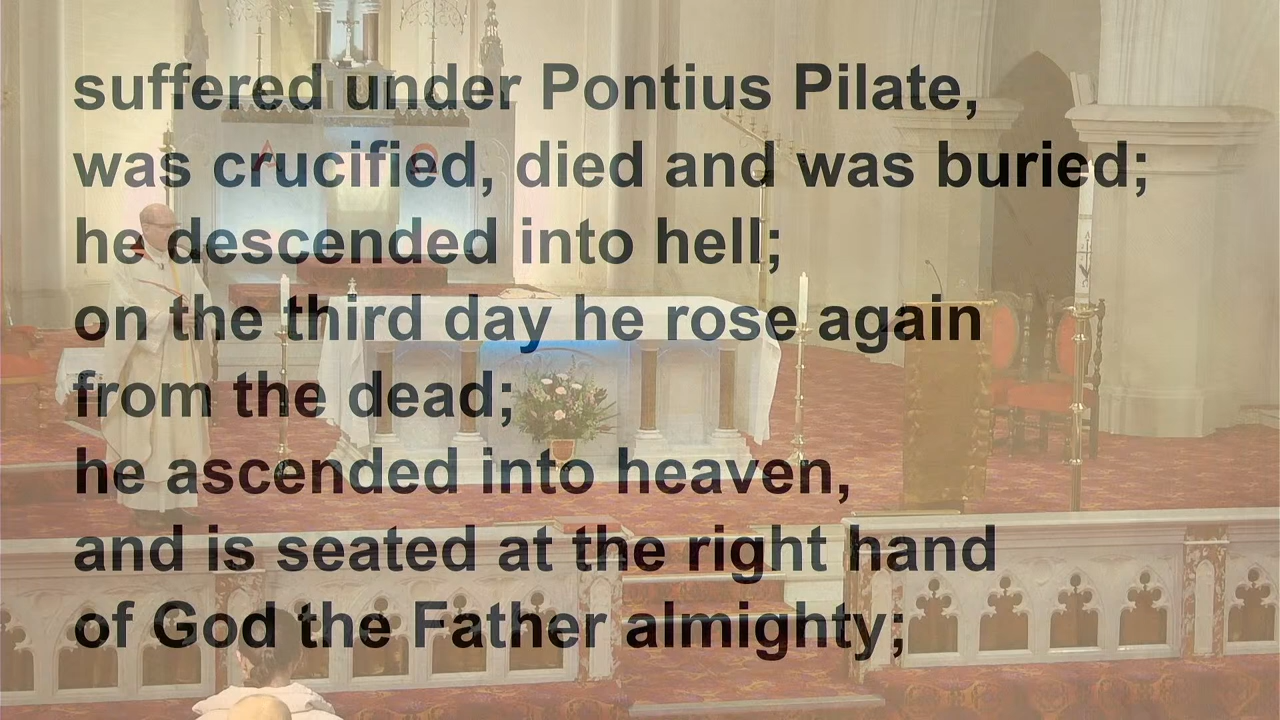 suffered under Pontius Pilate,
was crucified, died and was buried;
he descended into hell;
on the third day he rose again
from the dead;
he ascended into heaven,
and is seated at the right hand
of God the Father almighty;
Α Ω